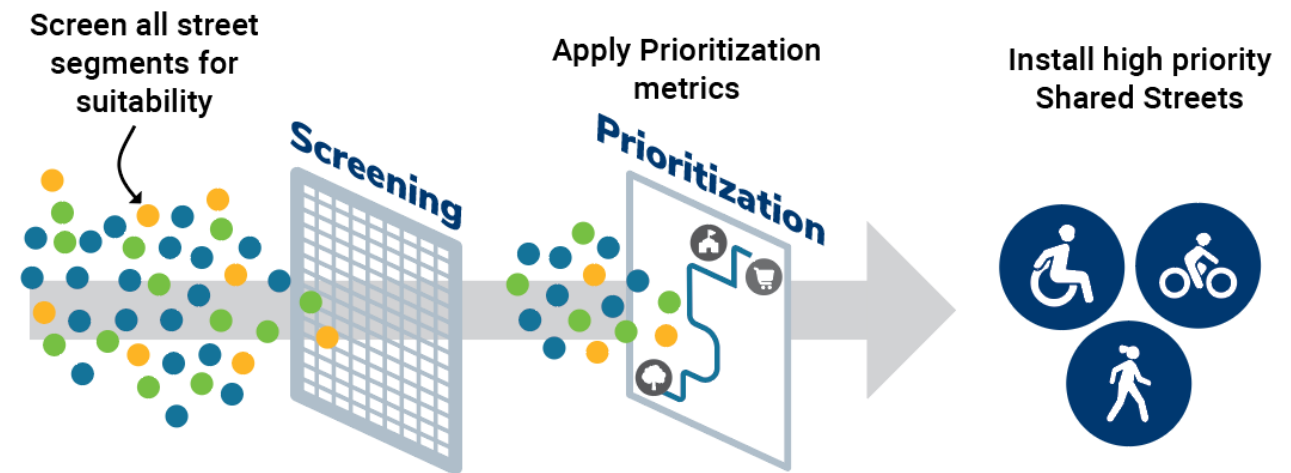 Screen all street
segments for
suitability
Screening
Apply Prioritization
metrics
Prioritization
Install high priority
Shared Streets